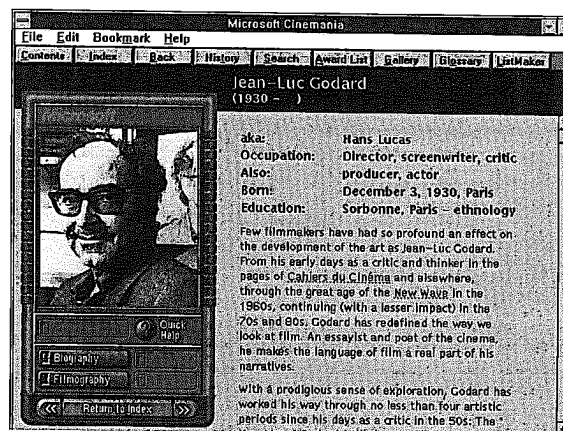 Microsoft Cinemania
File Edit Bookmark Help
Contents Index Back History Search Award List Gallery Glossary ListMaker
Jean-Luc Godard
(1930 - )
aka: Hans Lucas
Occupation: Director, screenwriter, critic
Also: producer, actor
Born: December 3, 1930, Paris
Education: Sorbonne, Paris - ethnology
Few filmmakers have had so profound an effect on
the development of the art as Jean-Luc Godard.
From his early days as a critic and thinker in the
pages of Cahiers du Cinéma and elsewhere,
through the great age of the New Wave in the
1960s, continuing (with a lesser impact) in the
70s and 80s, Godard has redefined the way we
look at film. An essayist and poet of the cinema,
he makes the language of film a real part of his
narratives.
With a prodigious sense of exploration, Godard has
worked his way through no less than four artistic
periods since his days as a critic in the 50s: The
Quick
Help
Biography
Filmography
<< Return to Index >>